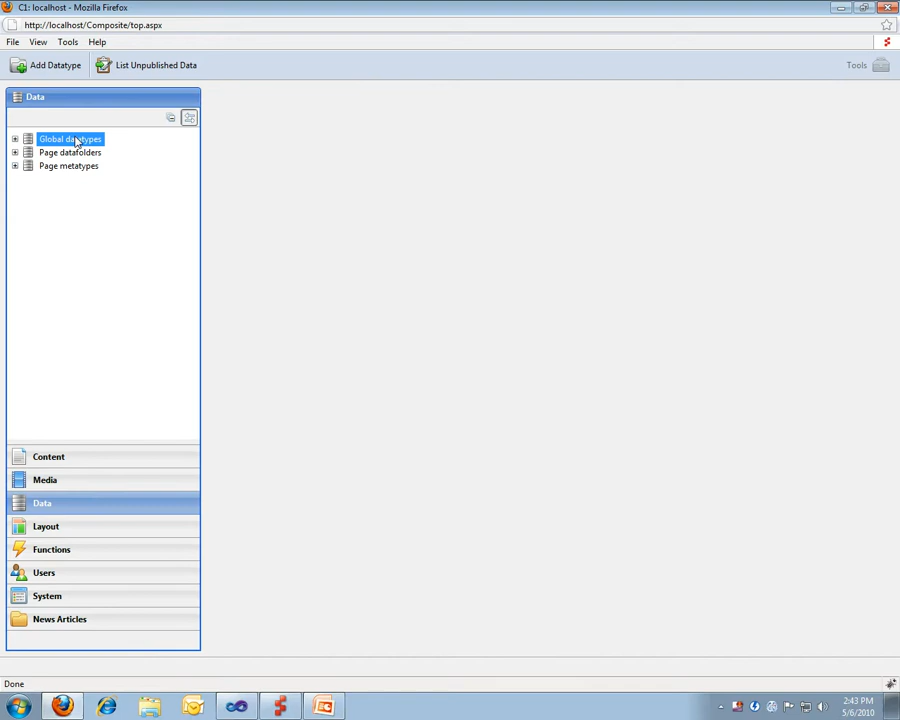 C1: localhost - Mozilla Firefox
http://localhost/Composite/top.aspx
File View Tools Help
Add Datatype List Unpublished Data Tools
Data
Global datatypes
Page datafolders
Page metatypes
Content
Media
Data
Layout
Functions
Users
System
News Articles
Done
2:43 PM
5/6/2010